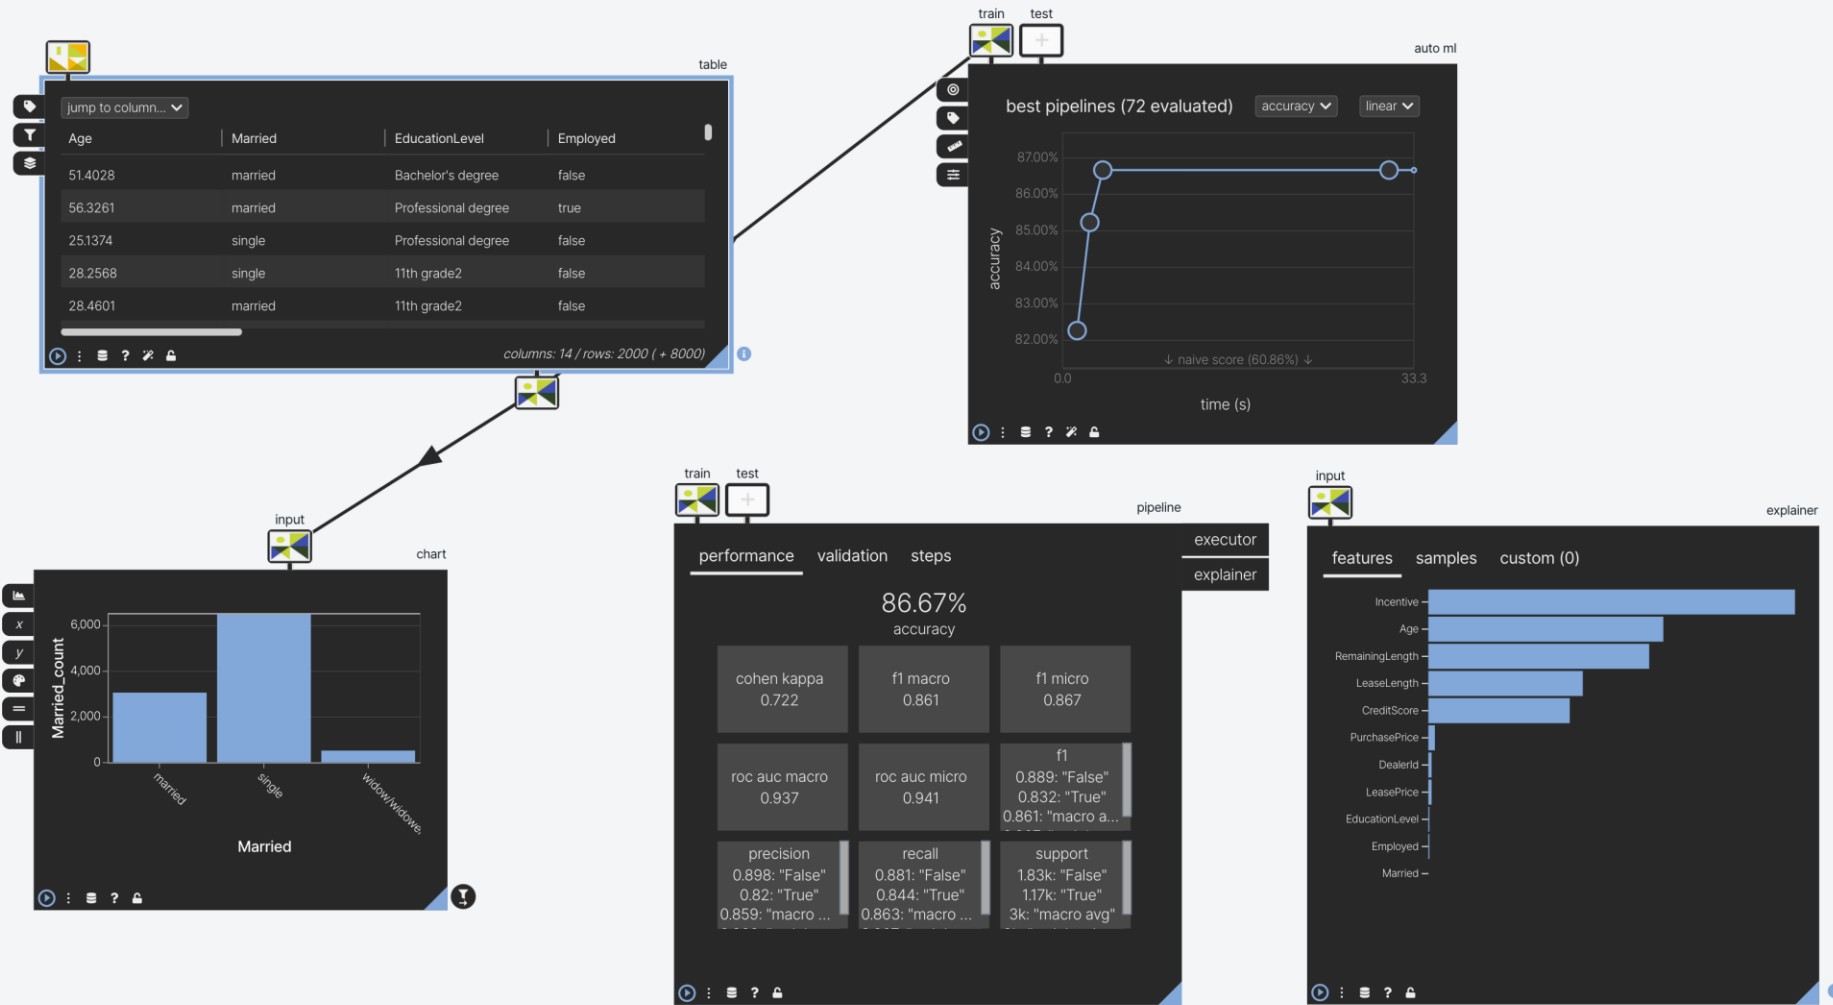 table
jump to column...
Age Married EducationLevel Employed
51.4028 married Bachelor's degree false
56.3261 married Professional degree true
25.1374 single Professional degree false
28.2568 single 11th grade2 false
28.4601 married 11th grade2 false
columns: 14 / rows: 2000 ( + 8000)
train test
auto ml
best pipelines (72 evaluated) accuracy linear
87.00%
86.00%
85.00%
84.00%
83.00%
82.00%
accuracy
↓ naive score (60.86%) ↓
0.0 33.3
time (s)
input
chart
x
y
Married_count
6,000
4,000
2,000
0
married single widow/widowe
Married
train test
pipeline
executor
explainer
performance validation steps
86.67%
accuracy
cohen kappa
0.722
f1 macro
0.861
f1 micro
0.867
roc auc macro
0.937
roc auc micro
0.941
f1
0.889: "False"
0.832: "True"
0.861: "macro a...
precision
0.898: "False"
0.82: "True"
0.859: "macro ...
recall
0.881: "False"
0.844: "True"
0.863: "macro ...
support
1.83k: "False"
1.17k: "True"
3k: "macro avg"
input
explainer
features samples custom (0)
Incentive
Age
RemainingLength
LeaseLength
CreditScore
PurchasePrice
DealerId
LeasePrice
EducationLevel
Employed
Married